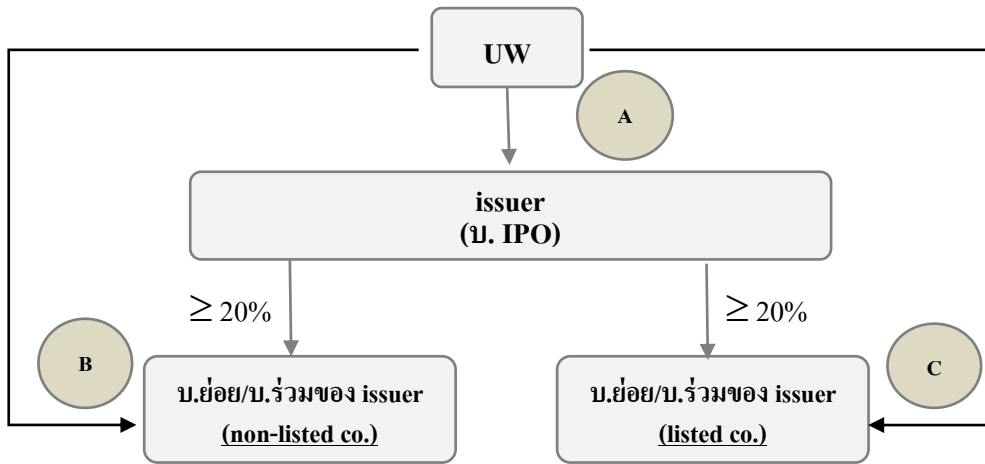 UW
A
issuer
(บ. IPO)
≥ 20%
≥ 20%
B
C
บ.ย่อย/บ.ร่วมของ issuer
(non-listed co.)
บ.ย่อย/บ.ร่วมของ issuer
(listed co.)